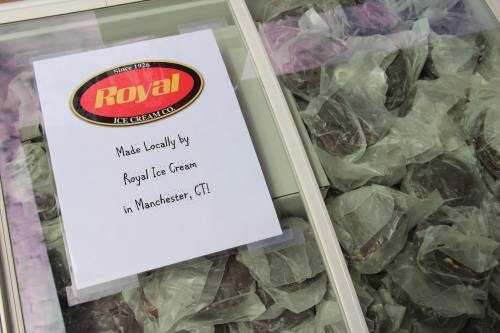 Since 1926
Royal
ICE CREAM CO.
Made Locally by
Royal Ice Cream
in Manchester, CT!